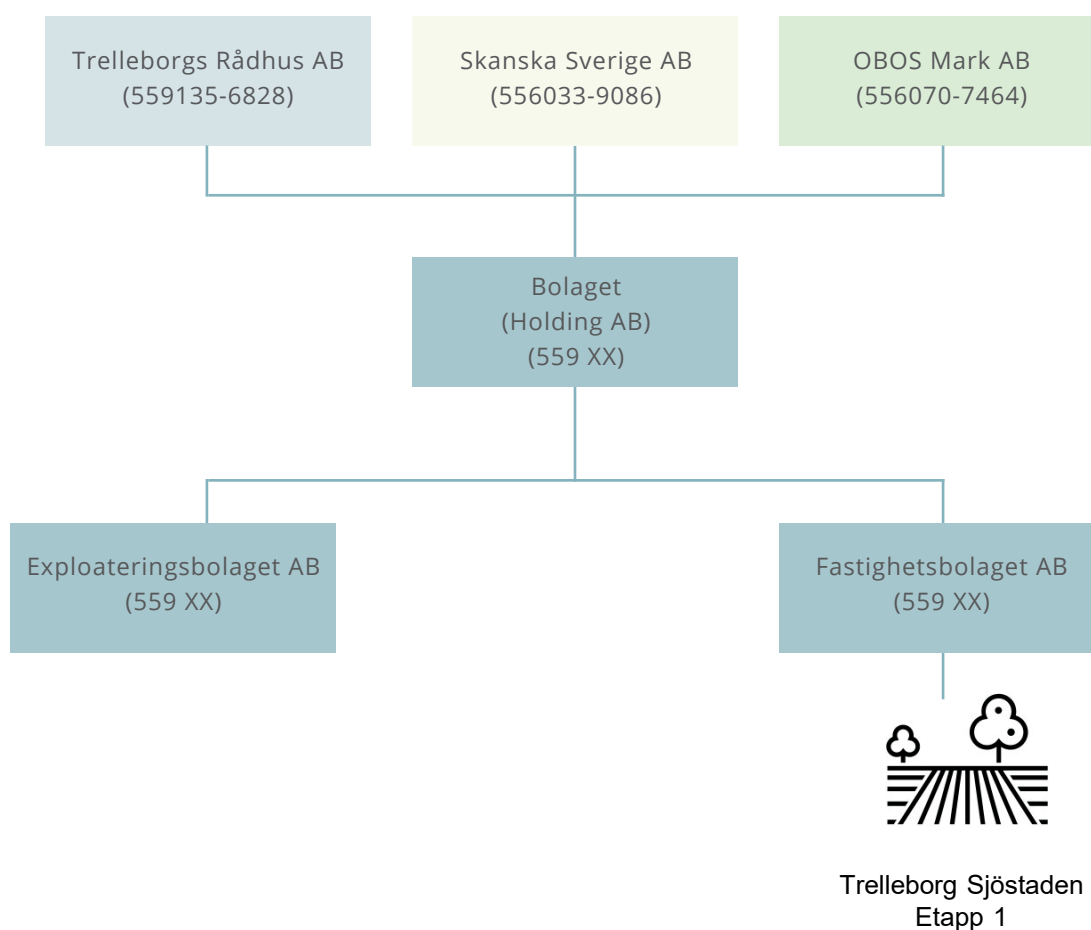 Trelleborgs Rådhus AB
(559135-6828)
Skanska Sverige AB
(556033-9086)
OBOS Mark AB
(556070-7464)
Bolaget
(Holding AB)
(559 XX)
Exploateringsbolaget AB
(559 XX)
Fastighetsbolaget AB
(559 XX)
Trelleborg Sjöstaden
Etapp 1